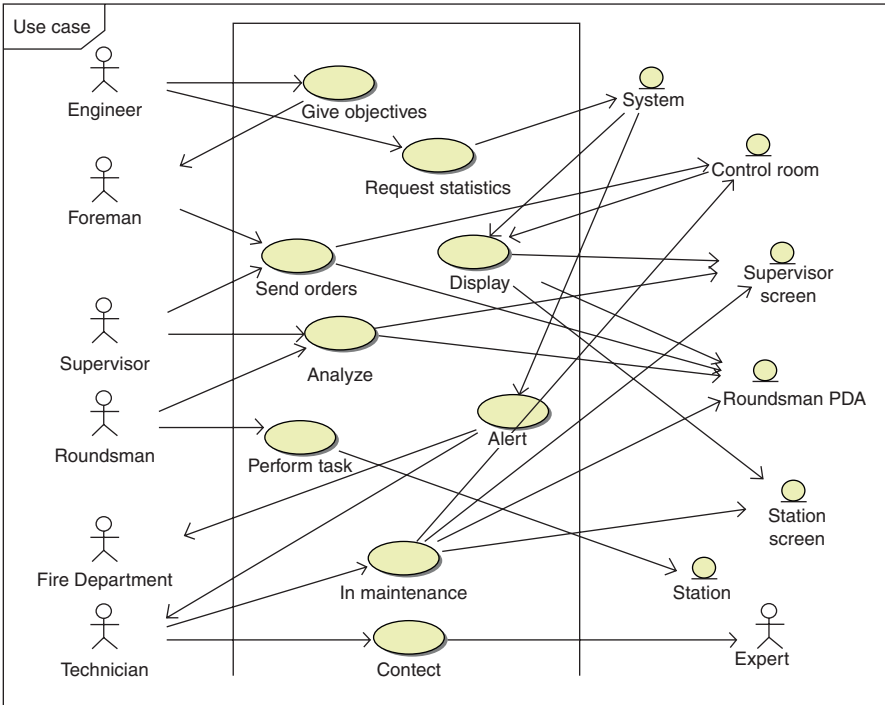 Use case
Engineer
Give objectives
System
Request statistics
Control room
Foreman
Send orders
Display
Supervisor
screen
Supervisor
Analyze
Roundsman PDA
Roundsman
Perform task
Alert
Station
screen
Fire Department
In maintenance
Station
Technician
Contect
Expert